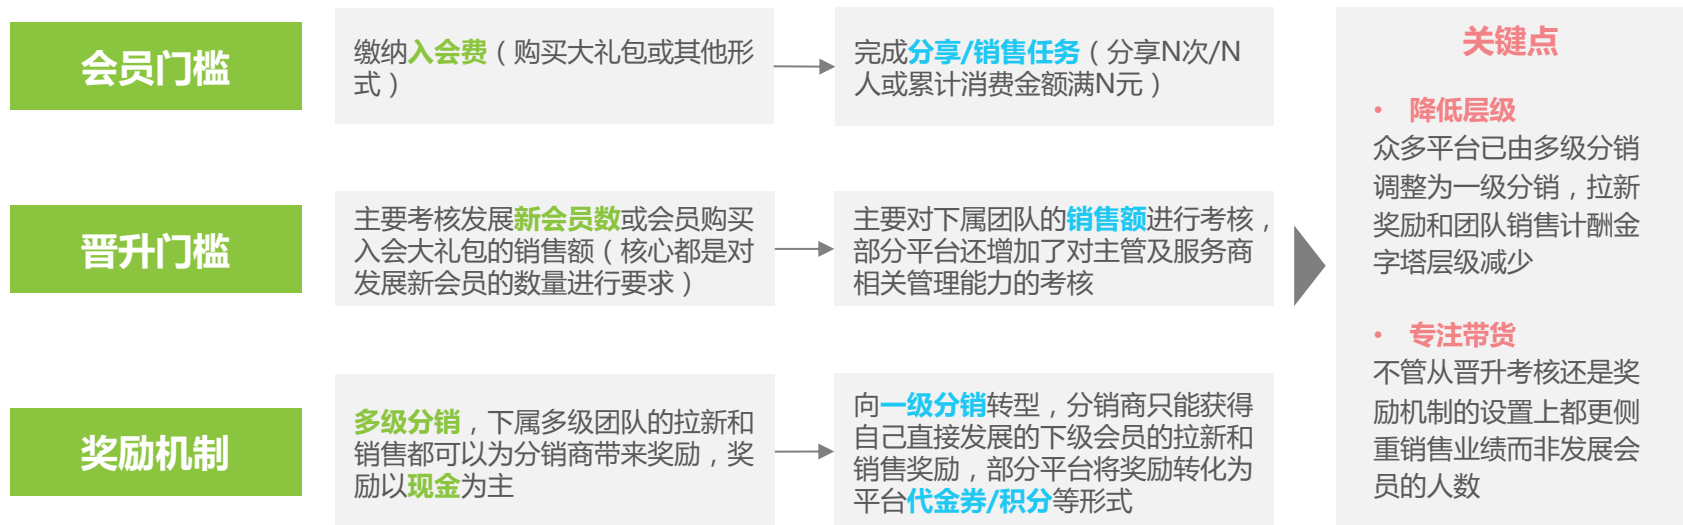 会员门槛
缴纳入会费（购买大礼包或其他形
式）
完成分享/销售任务（分享N次/N
人或累计消费金额满N元）
晋升门槛
主要考核发展新会员数或会员购买
入会大礼包的销售额（核心都是对
发展新会员的数量进行要求）
主要对下属团队的销售额进行考核，
部分平台还增加了对主管及服务商
相关管理能力的考核
奖励机制
多级分销，下属多级团队的拉新和
销售都可以为分销商带来奖励，奖
励以现金为主
向一级分销转型，分销商只能获得
自己直接发展的下级会员的拉新和
销售奖励，部分平台将奖励转化为
平台代金券/积分等形式
关键点
• 降低层级
众多平台已由多级分销
调整为一级分销，拉新
奖励和团队销售计酬金
字塔层级减少
• 专注带货
不管从晋升考核还是奖
励机制的设置上都更侧
重销售业绩而非发展会
员的人数